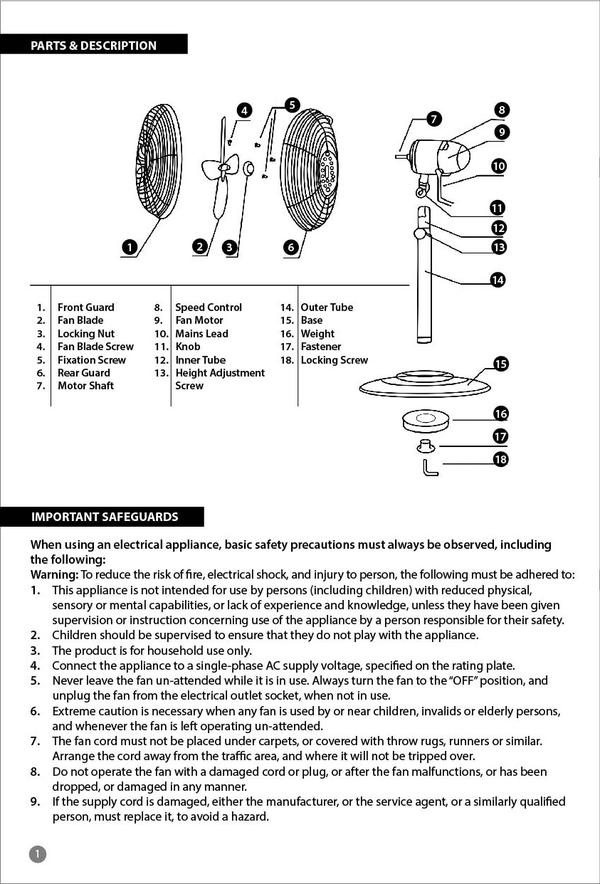 PARTS & DESCRIPTION
4
5
7
8
9
10
11
12
13
14
1
2
3
6
15
16
17
18
1. Front Guard
2. Fan Blade
3. Locking Nut
4. Fan Blade Screw
5. Fixation Screw
6. Rear Guard
7. Motor Shaft
8. Speed Control
9. Fan Motor
10. Mains Lead
11. Knob
12. Inner Tube
13. Height Adjustment
Screw
14. Outer Tube
15. Base
16. Weight
17. Fastener
18. Locking Screw
IMPORTANT SAFEGUARDS
When using an electrical appliance, basic safety precautions must always be observed, including
the following:
Warning: To reduce the risk of fire, electrical shock, and injury to person, the following must be adhered to:
1. This appliance is not intended for use by persons (including children) with reduced physical,
sensory or mental capabilities, or lack of experience and knowledge, unless they have been given
supervision or instruction concerning use of the appliance by a person responsible for their safety.
2. Children should be supervised to ensure that they do not play with the appliance.
3. The product is for household use only.
4. Connect the appliance to a single-phase AC supply voltage, specified on the rating plate.
5. Never leave the fan un-attended while it is in use. Always turn the fan to the “OFF” position, and
unplug the fan from the electrical outlet socket, when not in use.
6. Extreme caution is necessary when any fan is used by or near children, invalids or elderly persons,
and whenever the fan is left operating un-attended.
7. The fan cord must not be placed under carpets, or covered with throw rugs, runners or similar.
Arrange the cord away from the traffic area, and where it will not be tripped over.
8. Do not operate the fan with a damaged cord or plug, or after the fan malfunctions, or has been
dropped, or damaged in any manner.
9. If the supply cord is damaged, either the manufacturer, or the service agent, or a similarly qualified
person, must replace it, to avoid a hazard.
1